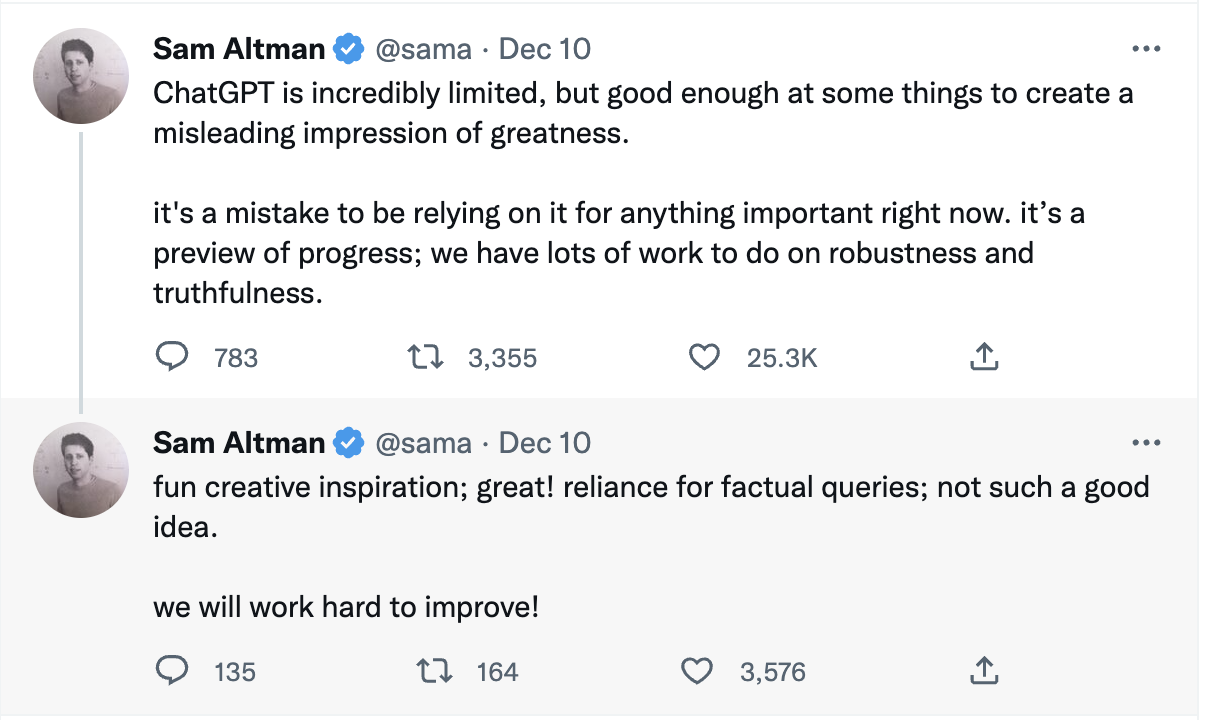 Sam Altman @sama · Dec 10
ChatGPT is incredibly limited, but good enough at some things to create a
misleading impression of greatness.
it's a mistake to be relying on it for anything important right now. it’s a
preview of progress; we have lots of work to do on robustness and
truthfulness.
783 3,355 25.3K
Sam Altman @sama · Dec 10
fun creative inspiration; great! reliance for factual queries; not such a good
idea.
we will work hard to improve!
135 164 3,576